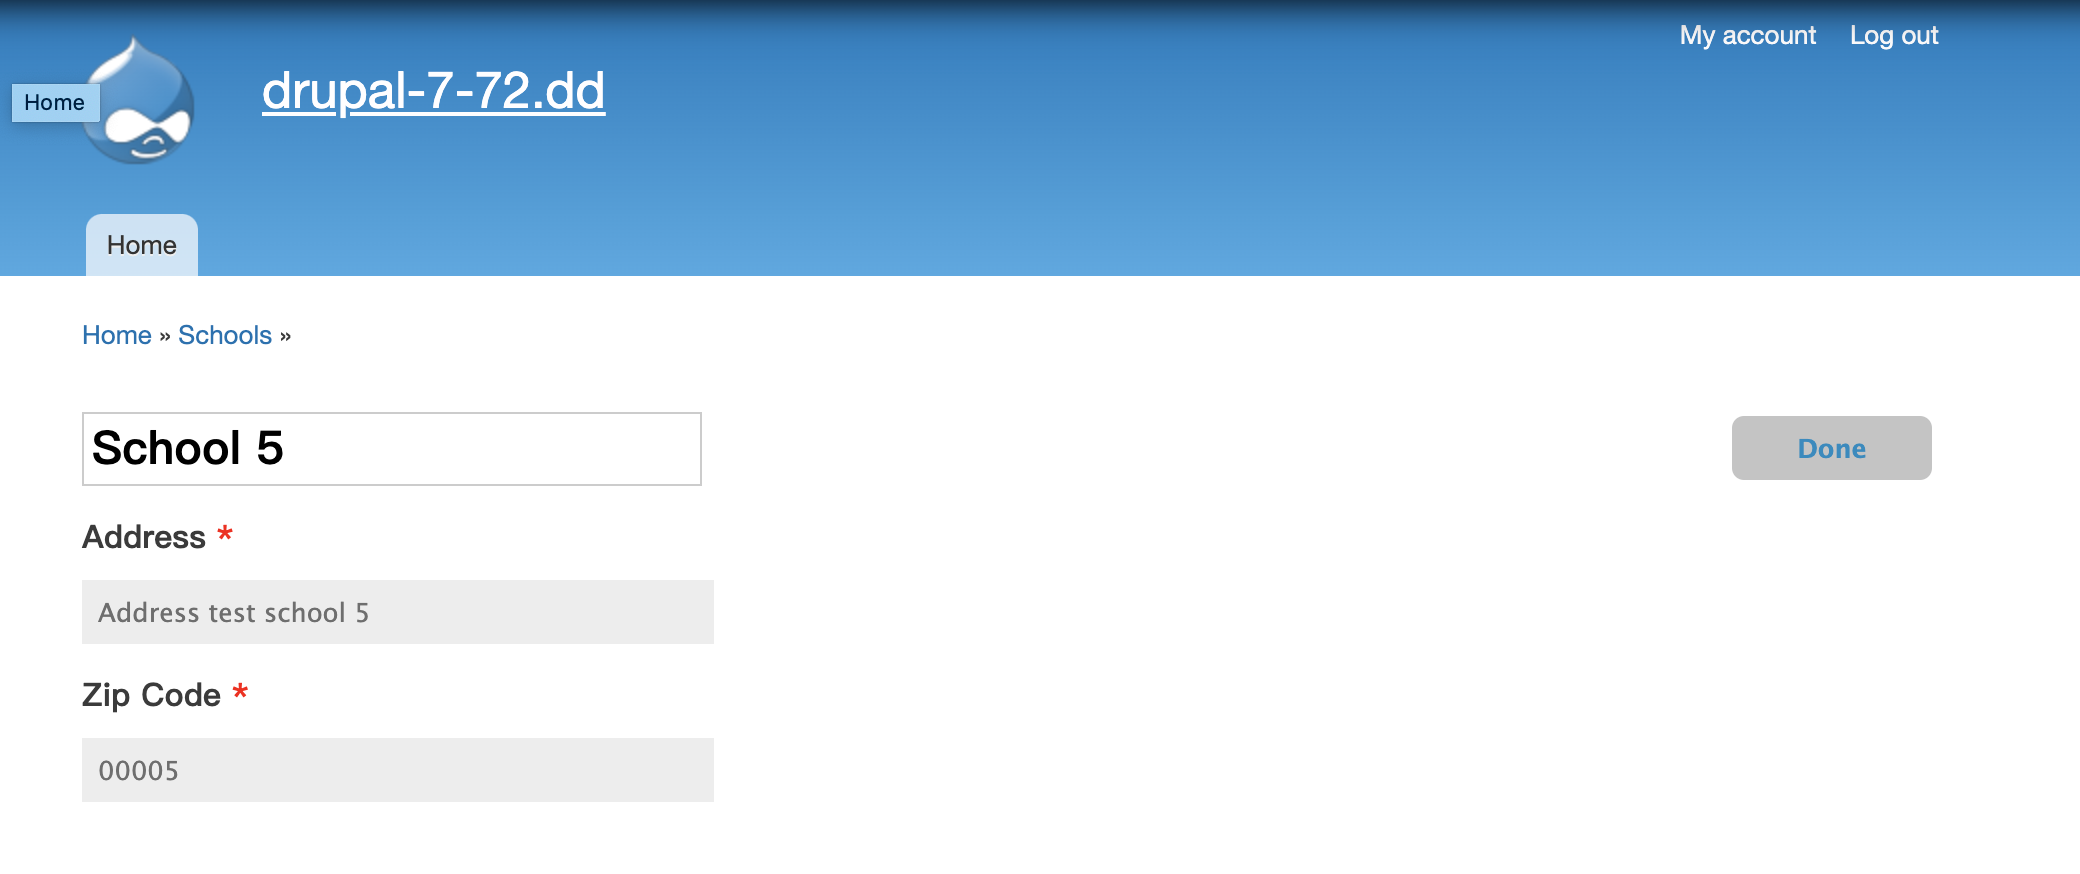 My account Log out
Home
drupal-7-72.dd
Home
Home » Schools »
School 5
Done
Address *
Address test school 5
Zip Code *
00005